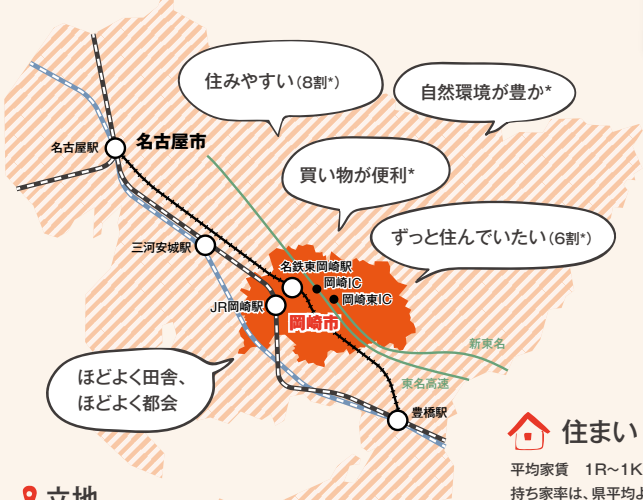 住みやすい（8割*）
自然環境が豊か*
名古屋駅
名古屋市
買い物が便利*
ずっと住んでいたい（6割*）
三河安城駅
名鉄東岡崎駅
岡崎IC
岡崎東IC
JR岡崎駅
岡崎市
新東名
東名高速
ほどよく田舎、
ほどよく都会
豊橋駅
住まい
平均家賃　1R〜1K
持ち家率は、県平均よ
立地